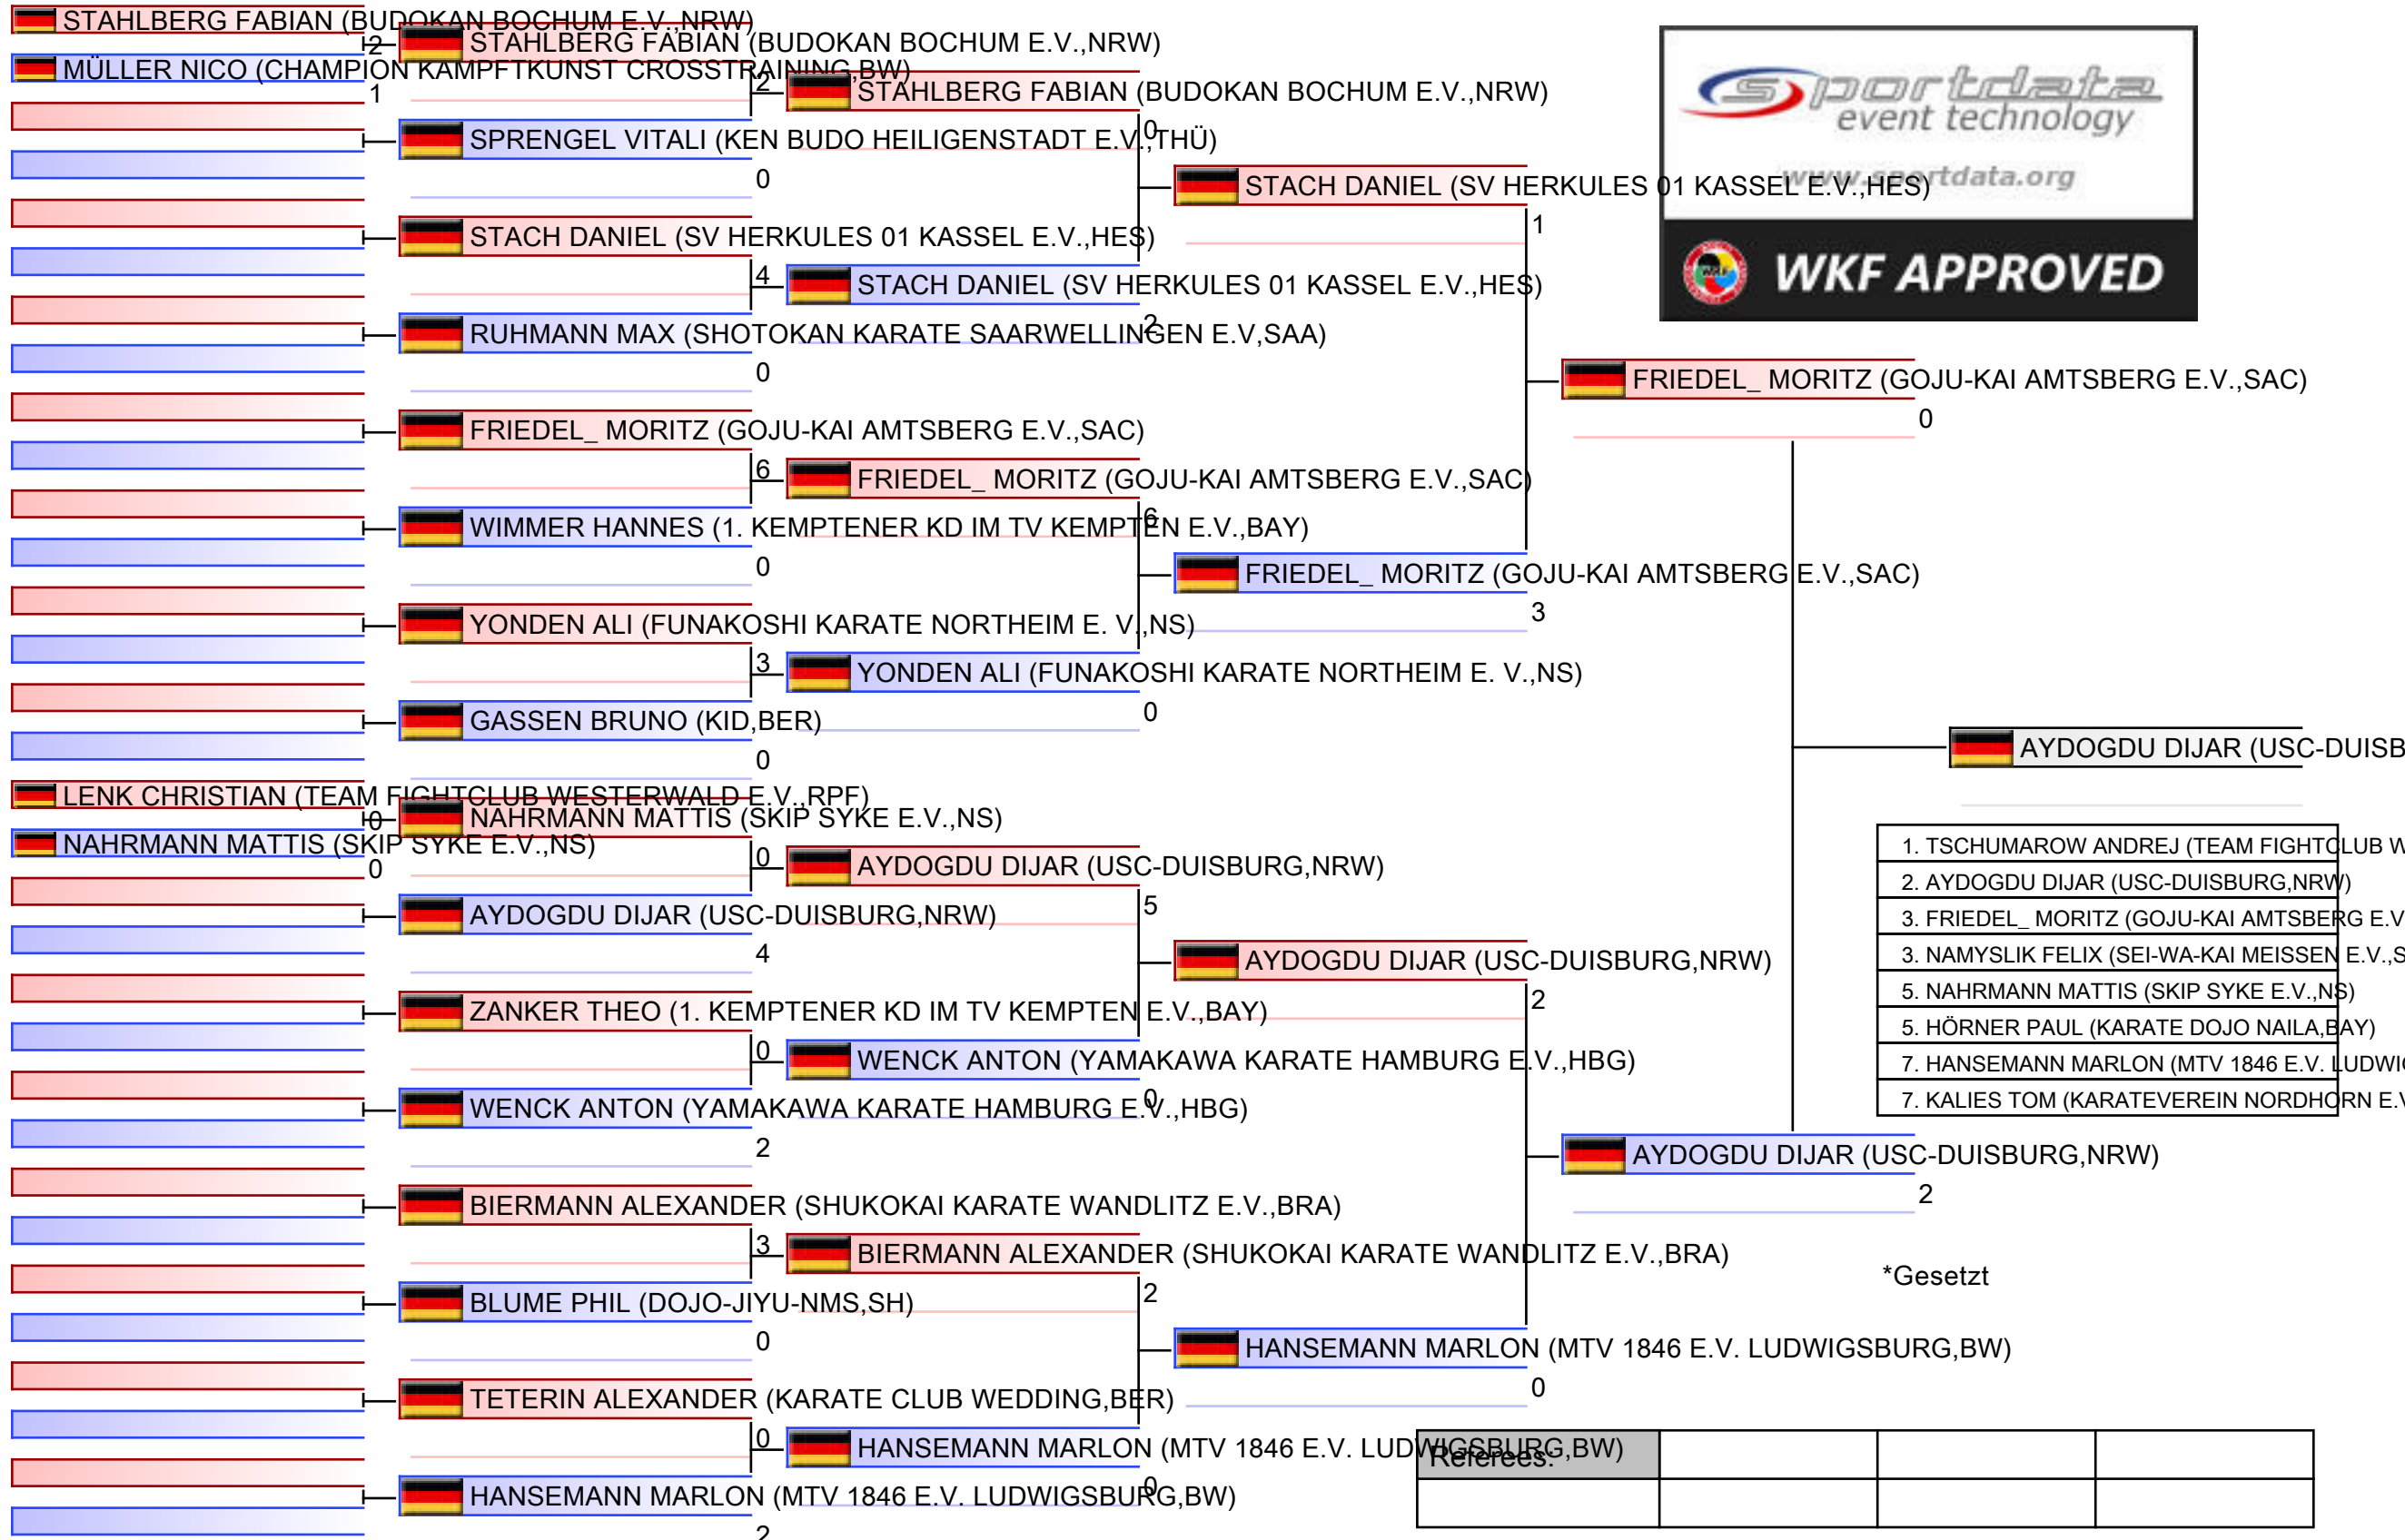 STAHLBERG FABIAN (BUDOKAN BOCHUM E.V.,NRW)
2
MÜLLER NICO (CHAMPION KAMPFTKUNST CROSSTRAINING,BW)
1
LENK CHRISTIAN (TEAM FIGHTCLUB WESTERWALD E.V.,RPF)
0
NAHRMANN MATTIS (SKIP SYKE E.V.,NS)
0
STAHLBERG FABIAN (BUDOKAN BOCHUM E.V.,NRW)
2
SPRENGEL VITALI (KEN BUDO HEILIGENSTADT E.V.,THÜ)
0
STACH DANIEL (SV HERKULES 01 KASSEL E.V.,HES)
4
RUHMANN MAX (SHOTOKAN KARATE SAARWELLINGEN E.V,SAA)
0
FRIEDEL_ MORITZ (GOJU-KAI AMTSBERG E.V.,SAC)
6
WIMMER HANNES (1. KEMPTENER KD IM TV KEMPTEN E.V.,BAY)
0
YONDEN ALI (FUNAKOSHI KARATE NORTHEIM E. V.,NS)
3
GASSEN BRUNO (KID,BER)
0
NAHRMANN MATTIS (SKIP SYKE E.V.,NS)
0
AYDOGDU DIJAR (USC-DUISBURG,NRW)
4
ZANKER THEO (1. KEMPTENER KD IM TV KEMPTEN E.V.,BAY)
0
WENCK ANTON (YAMAKAWA KARATE HAMBURG E.V.,HBG)
2
BIERMANN ALEXANDER (SHUKOKAI KARATE WANDLITZ E.V.,BRA)
3
BLUME PHIL (DOJO-JIYU-NMS,SH)
0
TETERIN ALEXANDER (KARATE CLUB WEDDING,BER)
0
HANSEMANN MARLON (MTV 1846 E.V. LUDWIGSBURG,BW)
2
STAHLBERG FABIAN (BUDOKAN BOCHUM E.V.,NRW)
0
STACH DANIEL (SV HERKULES 01 KASSEL E.V.,HES)
2
FRIEDEL_ MORITZ (GOJU-KAI AMTSBERG E.V.,SAC)
6
YONDEN ALI (FUNAKOSHI KARATE NORTHEIM E. V.,NS)
0
AYDOGDU DIJAR (USC-DUISBURG,NRW)
5
WENCK ANTON (YAMAKAWA KARATE HAMBURG E.V.,HBG)
0
BIERMANN ALEXANDER (SHUKOKAI KARATE WANDLITZ E.V.,BRA)
2
HANSEMANN MARLON (MTV 1846 E.V. LUDWIGSBURG,BW)
0
STACH DANIEL (SV HERKULES 01 KASSEL E.V.,HES)
1
FRIEDEL_ MORITZ (GOJU-KAI AMTSBERG E.V.,SAC)
3
AYDOGDU DIJAR (USC-DUISBURG,NRW)
2
HANSEMANN MARLON (MTV 1846 E.V. LUDWIGSBURG,BW)
0
FRIEDEL_ MORITZ (GOJU-KAI AMTSBERG E.V.,SAC)
0
AYDOGDU DIJAR (USC-DUISBURG,NRW)
2
sportdata
event technology
www.sportdata.org
WKF APPROVED
AYDOGDU DIJAR (USC-DUISB
1. TSCHUMAROW ANDREJ (TEAM FIGHTCLUB W
2. AYDOGDU DIJAR (USC-DUISBURG,NRW)
3. FRIEDEL_ MORITZ (GOJU-KAI AMTSBERG E.V
3. NAMYSLIK FELIX (SEI-WA-KAI MEISSEN E.V.,S
5. NAHRMANN MATTIS (SKIP SYKE E.V.,NS)
5. HÖRNER PAUL (KARATE DOJO NAILA,BAY)
7. HANSEMANN MARLON (MTV 1846 E.V. LUDWIG
7. KALIES TOM (KARATEVEREIN NORDHORN E.V
*Gesetzt
Referees: